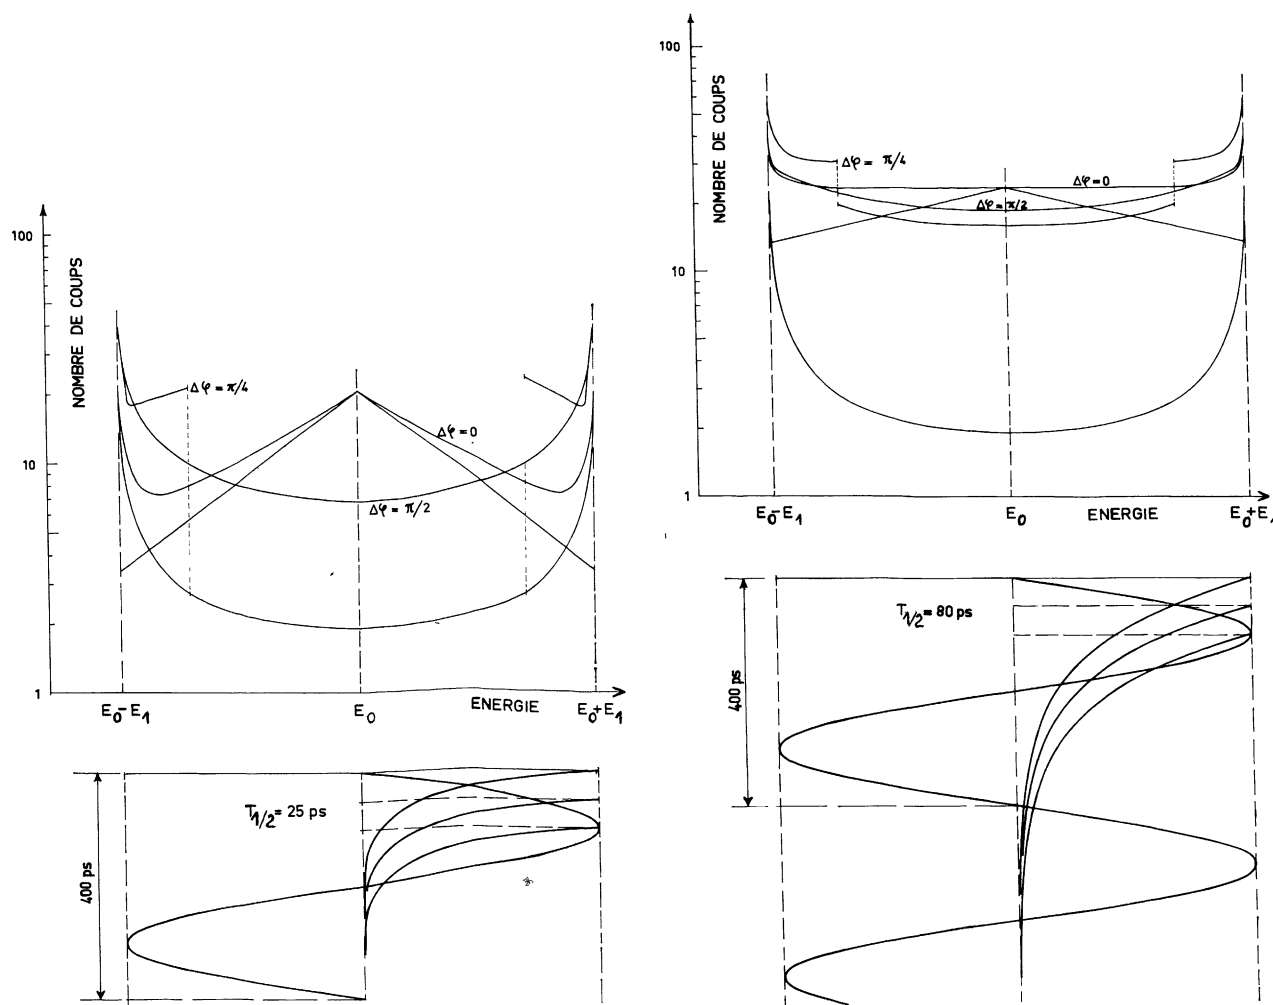 100
NOMBRE DE COUPS
Δφ = π/4
Δφ = 0
10
Δφ = π/2
1
E₀-E₁
E₀
ENERGIE
E₀+E₁
T1/2 = 25 ps
400 ps
100
NOMBRE DE COUPS
Δφ = π/4
Δφ = 0
Δφ = π/2
10
1
E₀-E₁
E₀
ENERGIE
E₀+E₁
T1/2 = 80 ps
400 ps